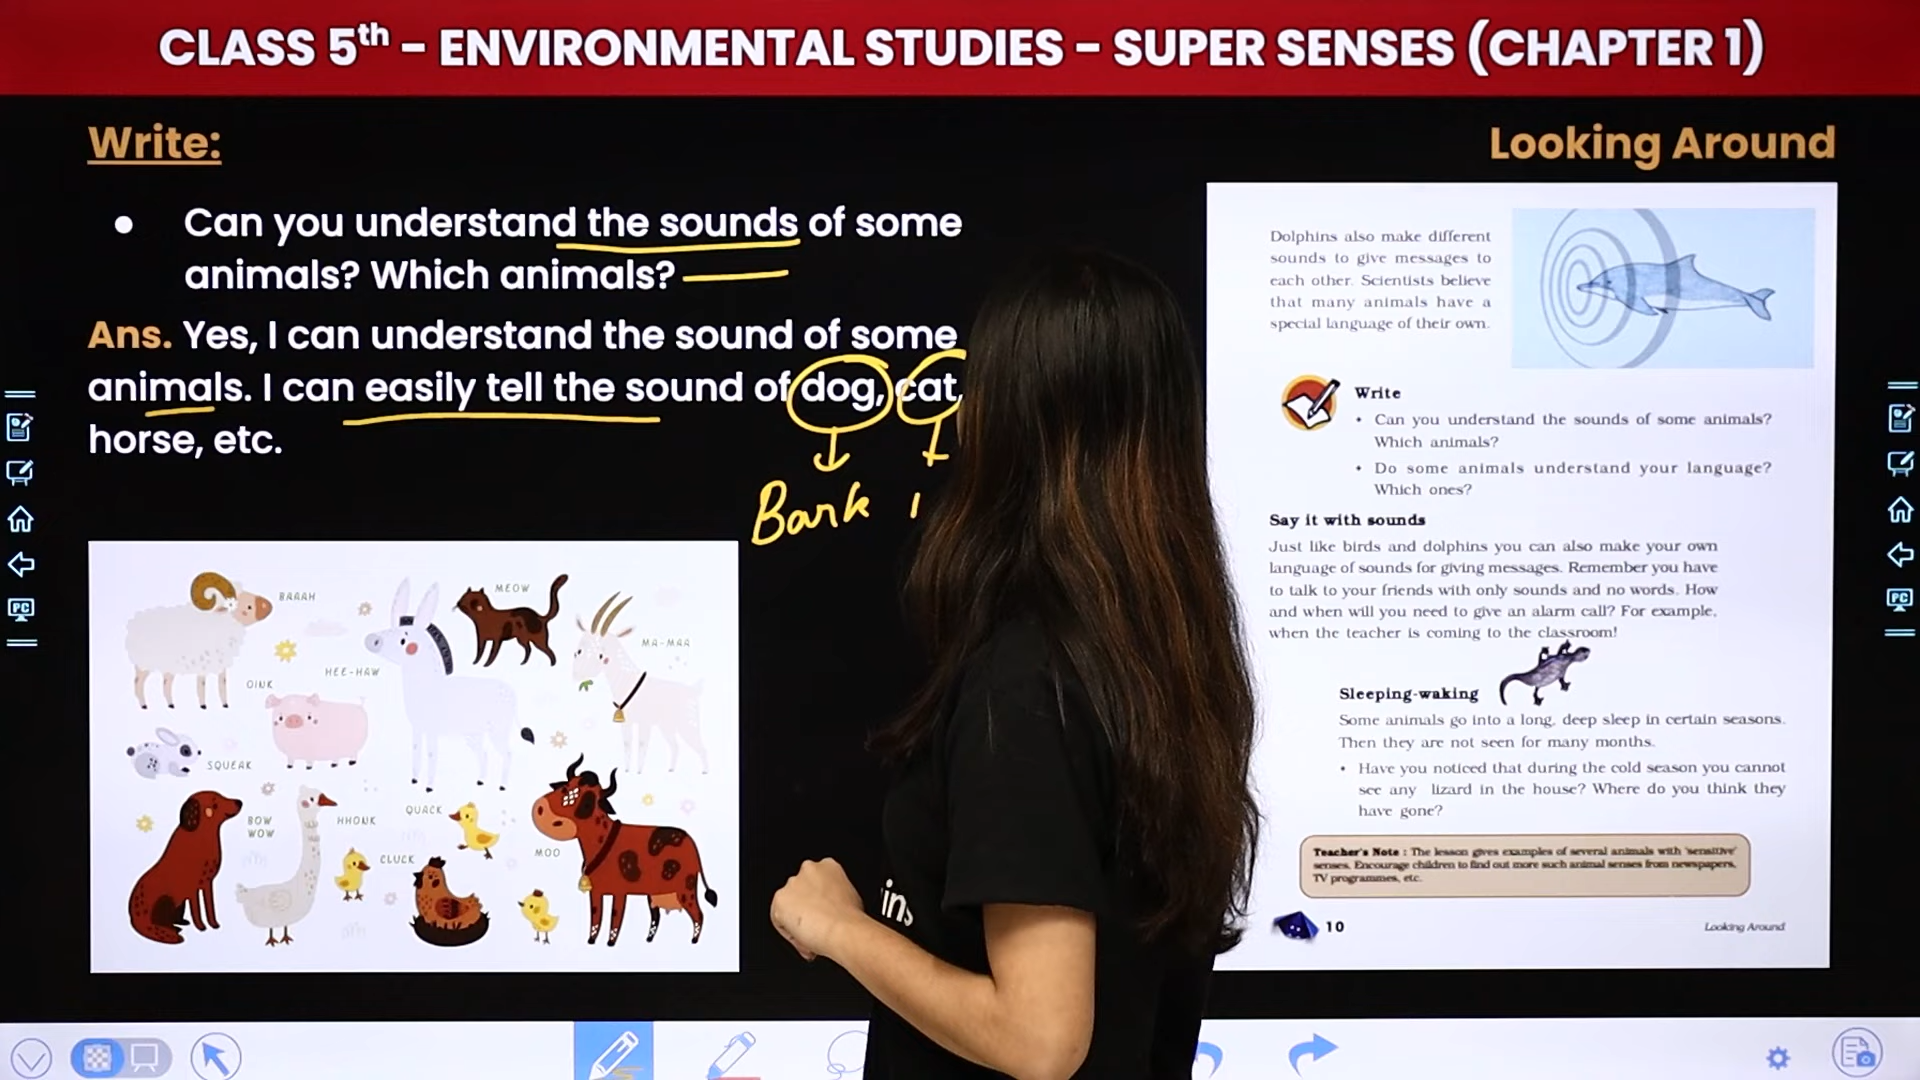 CLASS 5th – ENVIRONMENTAL STUDIES – SUPER SENSES (CHAPTER 1)
Write:
Looking Around
● Can you understand the sounds of some
animals? Which animals?
Ans. Yes, I can understand the sound of some
animals. I can easily tell the sound of dog, cat,
horse, etc.
Bark
BAAAH
MEOW
MA-MAA
HEE-HAW
OINK
SQUEAK
BOW
WOW
HHONK
QUACK
CLUCK
MOO
Dolphins also make different
sounds to give messages to
each other. Scientists believe
that many animals have a
special language of their own.
Write
• Can you understand the sounds of some animals?
Which animals?
• Do some animals understand your language?
Which ones?
Say it with sounds
Just like birds and dolphins you can also make your own
language of sounds for giving messages. Remember you have
to talk to your friends with only sounds and no words. How
and when will you need to give an alarm call? For example,
when the teacher is coming to the classroom!
Sleeping-waking
Some animals go into a long, deep sleep in certain seasons.
Then they are not seen for many months.
• Have you noticed that during the cold season you cannot
see any lizard in the house? Where do you think they
have gone?
Teacher's Note : The lesson gives examples of several animals with 'sensitive'
senses. Encourage children to find out more such animal senses from newspapers,
TV programmes, etc.
10
Looking Around
PC
PC